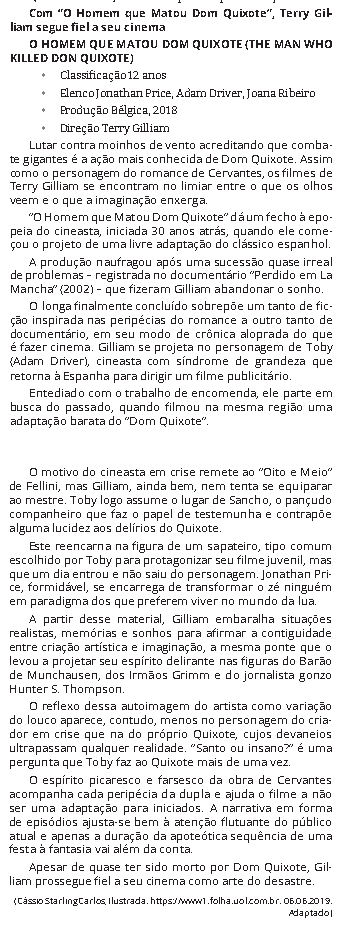 Com “O Homem que Matou Dom Quixote”, Terry Gil-
liam segue fiel a seu cinema
O HOMEM QUE MATOU DOM QUIXOTE (THE MAN WHO
KILLED DON QUIXOTE)
• Classificação12 anos
• ElencoJonathan Price, Adam Driver, Joana Ribeiro
• Produção Bélgica, 2018
• Direção Terry Gilliam
Lutar contra moinhos de vento acreditando que comba-
te gigantes é a ação mais conhecida de Dom Quixote. Assim
como o personagem do romance de Cervantes, os filmes de
Terry Gilliam se encontram no limiar entre o que os olhos
veem e o que a imaginação enxerga.
“O Homem que Matou Dom Quixote” dá um fecho à epo-
peia do cineasta, iniciada 30 anos atrás, quando ele come-
çou o projeto de uma livre adaptação do clássico espanhol.
A produção naufragou após uma sucessão quase irreal
de problemas – registrada no documentário “Perdido em La
Mancha” (2002) – que fizeram Gilliam abandonar o sonho.
O longa finalmente concluído sobrepõe um tanto de fic-
ção inspirada nas peripécias do romance a outro tanto de
documentário, em seu modo de crônica aloprada do que
é fazer cinema. Gilliam se projeta no personagem de Toby
(Adam Driver), cineasta com síndrome de grandeza que
retorna à Espanha para dirigir um filme publicitário.
Entediado com o trabalho de encomenda, ele parte em
busca do passado, quando filmou na mesma região uma
adaptação barata do “Dom Quixote”.
O motivo do cineasta em crise remete ao “Oito e Meio”
de Fellini, mas Gilliam, ainda bem, nem tenta se equiparar
ao mestre. Toby logo assume o lugar de Sancho, o pançudo
companheiro que faz o papel de testemunha e contrapõe
alguma lucidez aos delírios do Quixote.
Este reencarna na figura de um sapateiro, tipo comum
escolhido por Toby para protagonizar seu filme juvenil, mas
que um dia entrou e não saiu do personagem. Jonathan Pri-
ce, formidável, se encarrega de transformar o zé ninguém
em paradigma dos que preferem viver no mundo da lua.
A partir desse material, Gilliam embaralha situações
realistas, memórias e sonhos para afirmar a contiguidade
entre criação artística e imaginação, a mesma ponte que o
levou a projetar seu espírito delirante nas figuras do Barão
de Munchausen, dos Irmãos Grimm e do jornalista gonzo
Hunter S. Thompson.
O reflexo dessa autoimagem do artista como variação
do louco aparece, contudo, menos no personagem do cria-
dor em crise que na do próprio Quixote, cujos devaneios
ultrapassam qualquer realidade. “Santo ou insano?” é uma
pergunta que Toby faz ao Quixote mais de uma vez.
O espírito picaresco e farsesco da obra de Cervantes
acompanha cada peripécia da dupla e ajuda o filme a não
ser uma adaptação para iniciados. A narrativa em forma
de episódios ajusta-se bem à atenção flutuante do público
atual e apenas a duração da apoteótica sequência de uma
festa à fantasia vai além da conta.
Apesar de quase ter sido morto por Dom Quixote, Gil-
liam prossegue fiel a seu cinema como arte do desastre.
(Cássio Starling Carlos, Ilustrada. https://www1.folha.uol.com.br. 06.06.2019.
Adaptado)